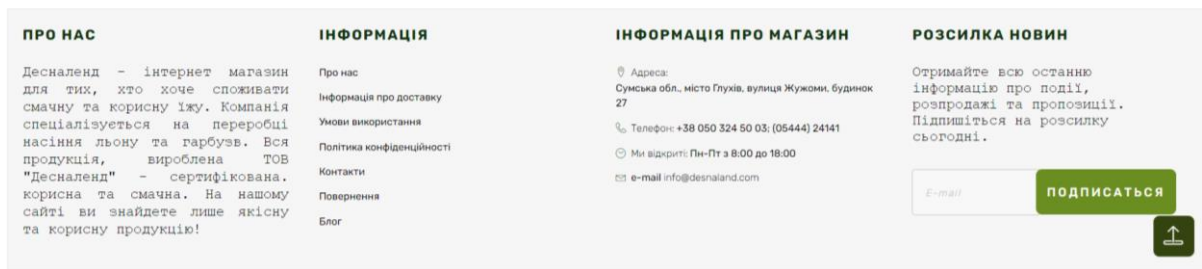 ПРО НАС
Десналенд - інтернет магазин
для тих, хто хоче споживати
смачну та корисну їжу. Компанія
спеціалізується на переробці
насіння льону та гарбузв. Вся
продукція, вироблена ТОВ
"Десналенд" - сертифікована.
корисна та смачна. На нашому
сайті ви знайдете лише якісну
та корисну продукцію!
ІНФОРМАЦІЯ
Про нас
Інформація про доставку
Умови використання
Політика конфіденційності
Контакти
Повернення
Блог
ІНФОРМАЦІЯ ПРО МАГАЗИН
Адреса:
Сумська обл., місто Глухів, вулиця Жужоми, будинок
27
Телефон: +38 050 324 50 03; (05444) 24141
Ми відкриті: Пн-Пт з 8:00 до 18:00
e-mail info@desnaland.com
РОЗСИЛКА НОВИН
Отримайте всю останню
інформацію про події,
розпродажі та пропозиції.
Підпишіться на розсилку
сьогодні.
E-mail
ПОДПИСАТЬСЯ